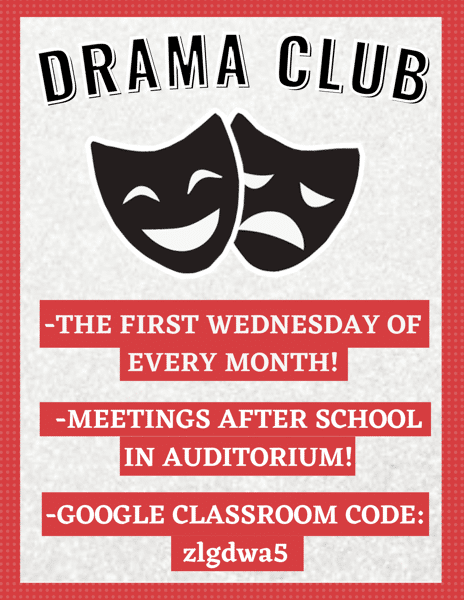 DRAMA CLUB
-THE FIRST WEDNESDAY OF
EVERY MONTH!
-MEETINGS AFTER SCHOOL
IN AUDITORIUM!
-GOOGLE CLASSROOM CODE:
zlgdwa5